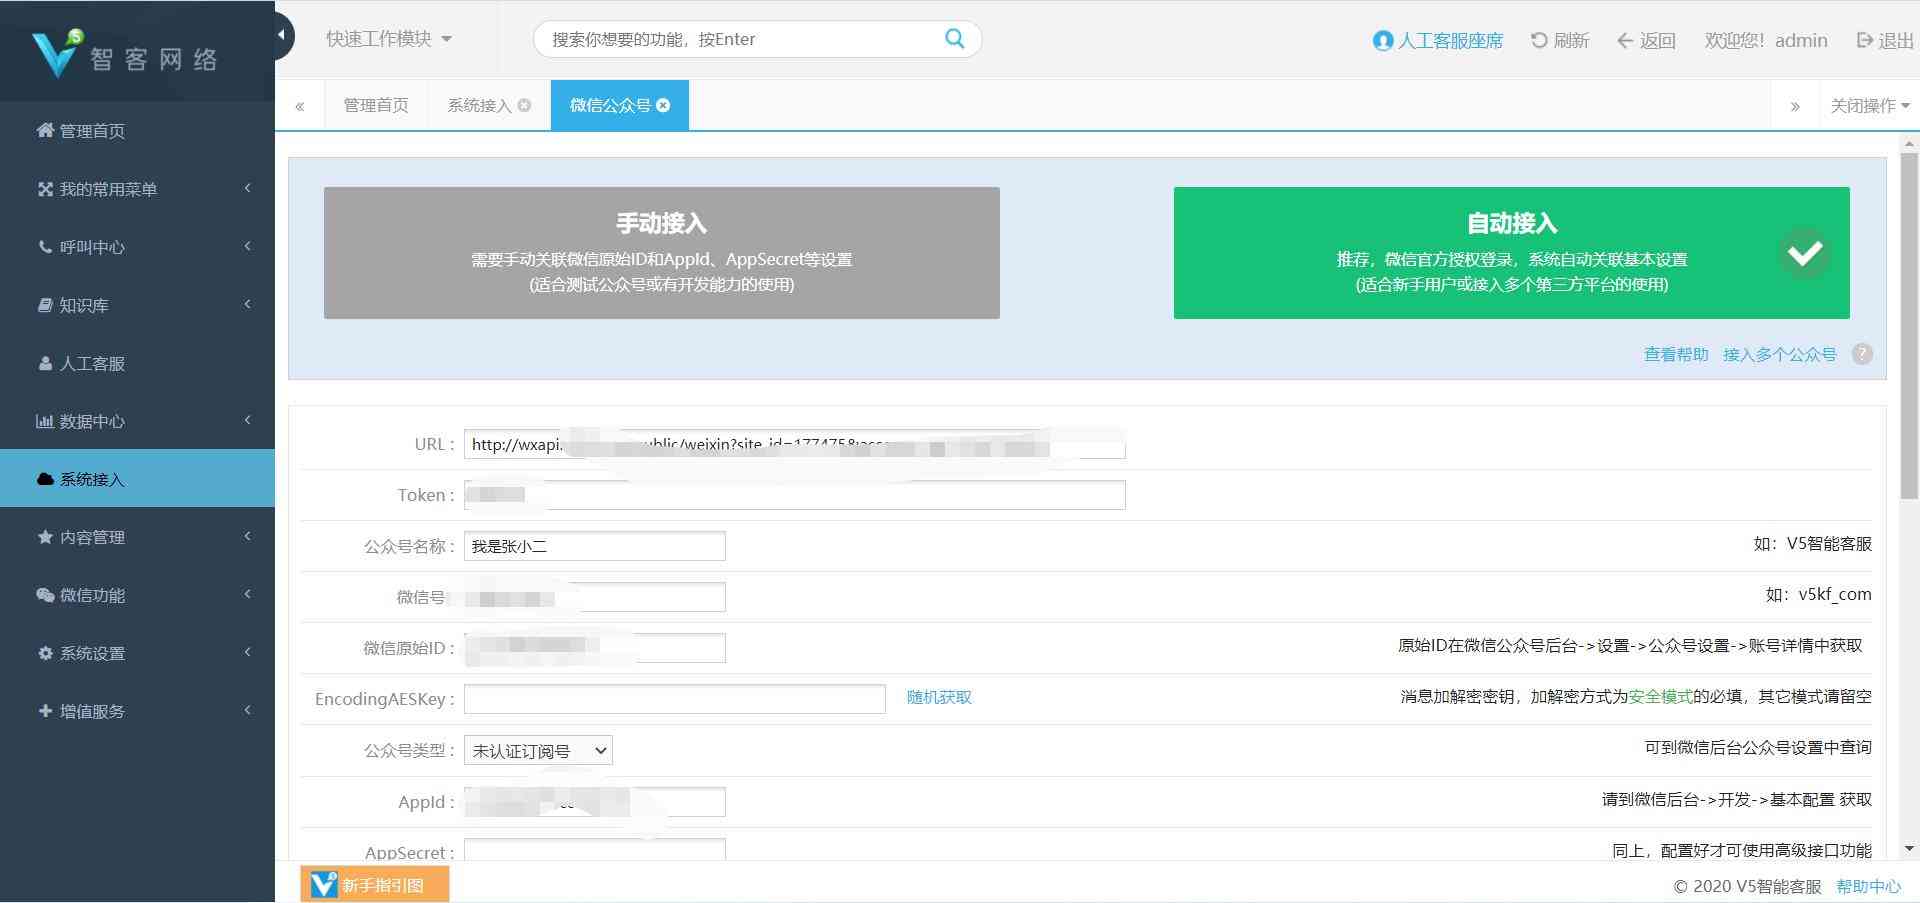 V5 智客网络
快速工作模块
搜索你想要的功能，按Enter
人工客服座席
刷新
返回
欢迎您！admin
退出
«
管理首页
系统接入
微信公众号
»
关闭操作
管理首页
我的常用菜单
呼叫中心
知识库
人工客服
数据中心
系统接入
内容管理
微信功能
系统设置
增值服务
手动接入
需要手动关联微信原始ID和AppId、AppSecret等设置
(适合测试公众号或有开发能力的使用)
自动接入
推荐，微信官方授权登录，系统自动关联基本设置
(适合新手用户或接入多个第三方平台的使用)
查看帮助 接入多个公众号 ?
URL : http://wxapi. public/weixin?site_id=177475&
Token :
公众号名称 : 我是张小二 如：V5智能客服
微信号 如：v5kf_com
微信原始ID : 原始ID在微信公众号后台->设置->公众号设置->账号详情中获取
EncodingAESKey : 随机获取 消息加解密密钥，加解密方式为安全模式的必填，其它模式请留空
公众号类型 : 未认证订阅号 可到微信后台公众号设置中查询
AppId : 请到微信后台->开发->基本配置 获取
AppSecret : 同上，配置好才可使用高级接口功能
新手指引图
© 2020 V5智能客服 帮助中心